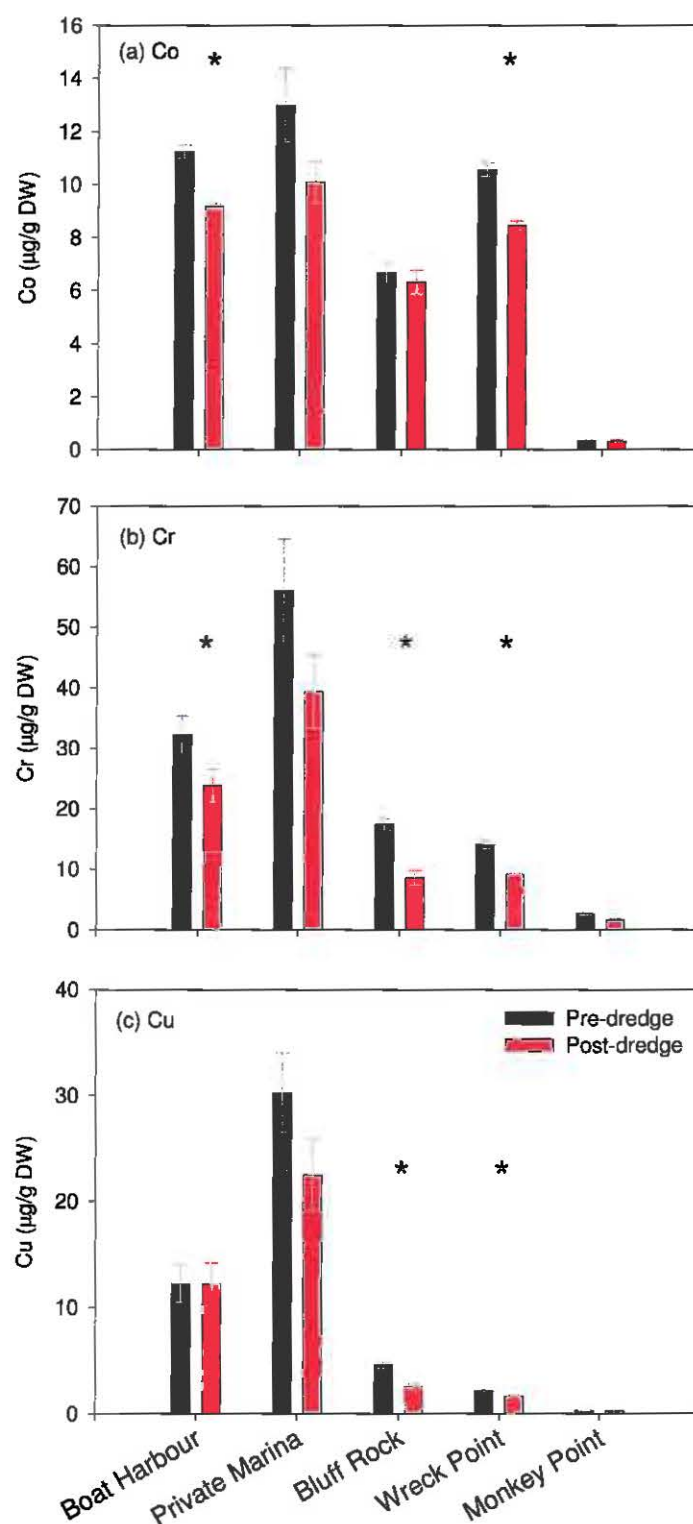 16
(a) Co
*
*
14
12
10
8
6
4
2
0
Co (µg/g DW)
70
(b) Cr
60
50
*
*
*
40
30
20
10
0
Cr (µg/g DW)
40
(c) Cu
Pre-dredge
Post-dredge
30
*
*
20
10
0
Cu (µg/g DW)
Boat Harbour
Private Marina
Bluff Rock
Wreck Point
Monkey Point